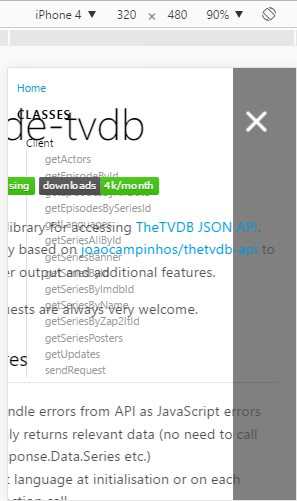 iPhone 4 ▼ 320 × 480 90% ▼
Home
CLASSES
de-tvdb
Client
getActors
getEpisodeById
sing downloads 4k/month
getEpisodesBySeriesId
getLanguages
library for accessing TheTVDB JSON API.
getSeriesAllById
y based on joaocampinhos/thetvdb-api to
getSeriesBanner
er output and additional features.
getSeriesById
getSeriesByImdbId
getSeriesByName
uests are always very welcome.
getSeriesByZap2ItId
getSeriesPosters
res
getUpdates
sendRequest
ndle errors from API as JavaScript errors
ly returns relevant data (no need to call
ponse.Data.Series etc.)
t language at initialisation or on each